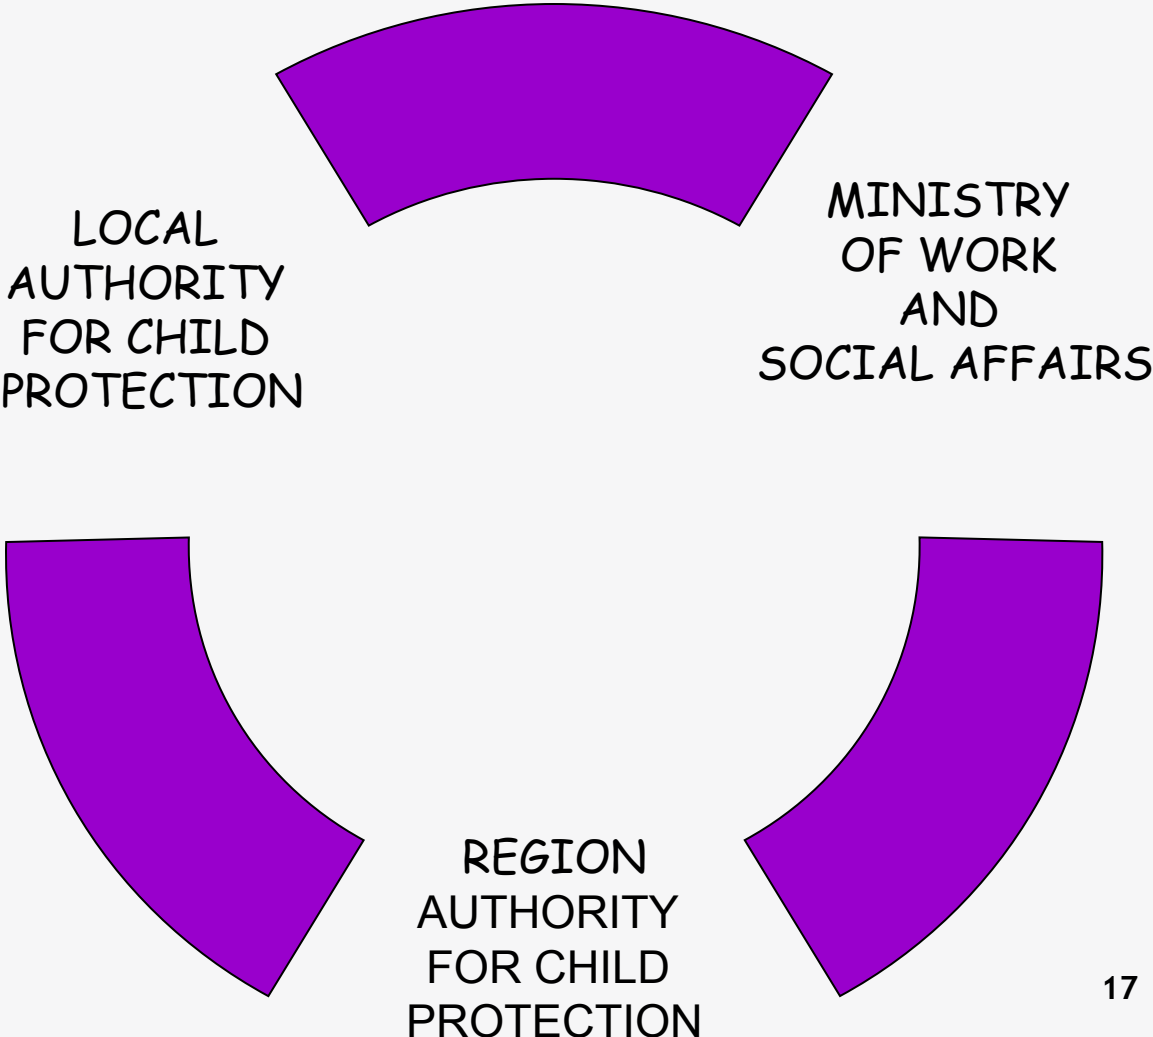 LOCAL
AUTHORITY
FOR CHILD
PROTECTION
MINISTRY
OF WORK
AND
SOCIAL AFFAIRS
REGION
AUTHORITY
FOR CHILD
PROTECTION
17